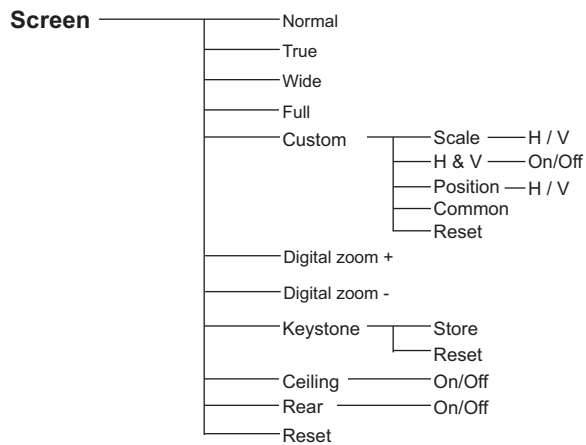 Screen Normal
True
Wide
Full
Custom Scale H / V
H & V On/Off
Position H / V
Common
Reset
Digital zoom +
Digital zoom -
Keystone Store
Reset
Ceiling On/Off
Rear On/Off
Reset